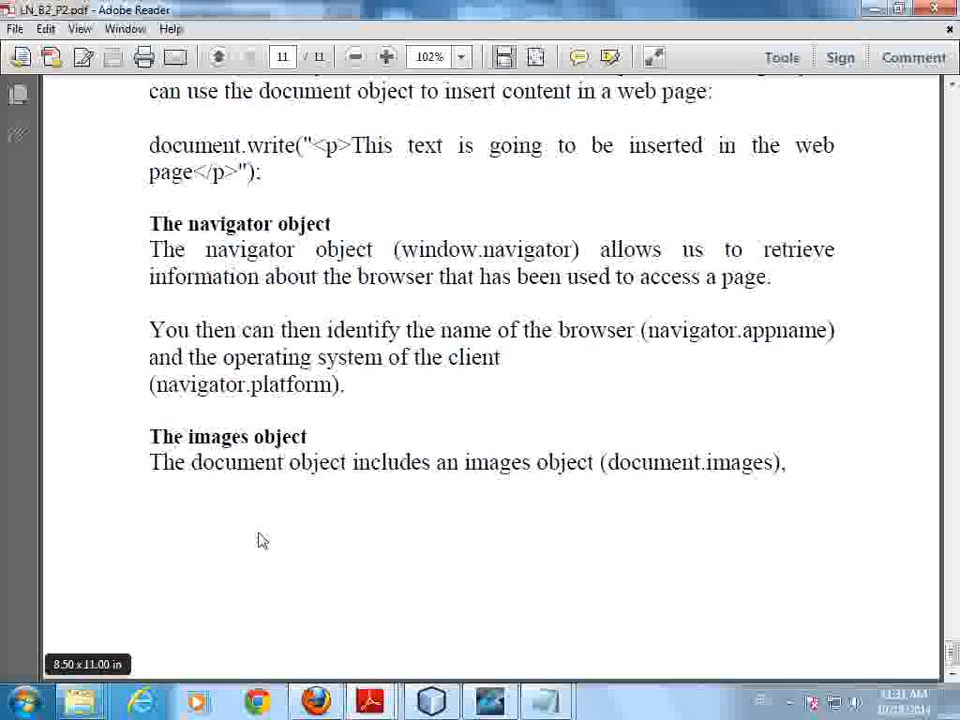 LN_B2_P2.pdf - Adobe Reader
File Edit View Window Help
11 / 11 102% Tools Sign Comment
can use the document object to insert content in a web page:
document.write("<p>This text is going to be inserted in the web
page</p>");
The navigator object
The navigator object (window.navigator) allows us to retrieve
information about the browser that has been used to access a page.
You then can then identify the name of the browser (navigator.appname)
and the operating system of the client
(navigator.platform).
The images object
The document object includes an images object (document.images),
8.50 x 11.00 in
11:31 AM